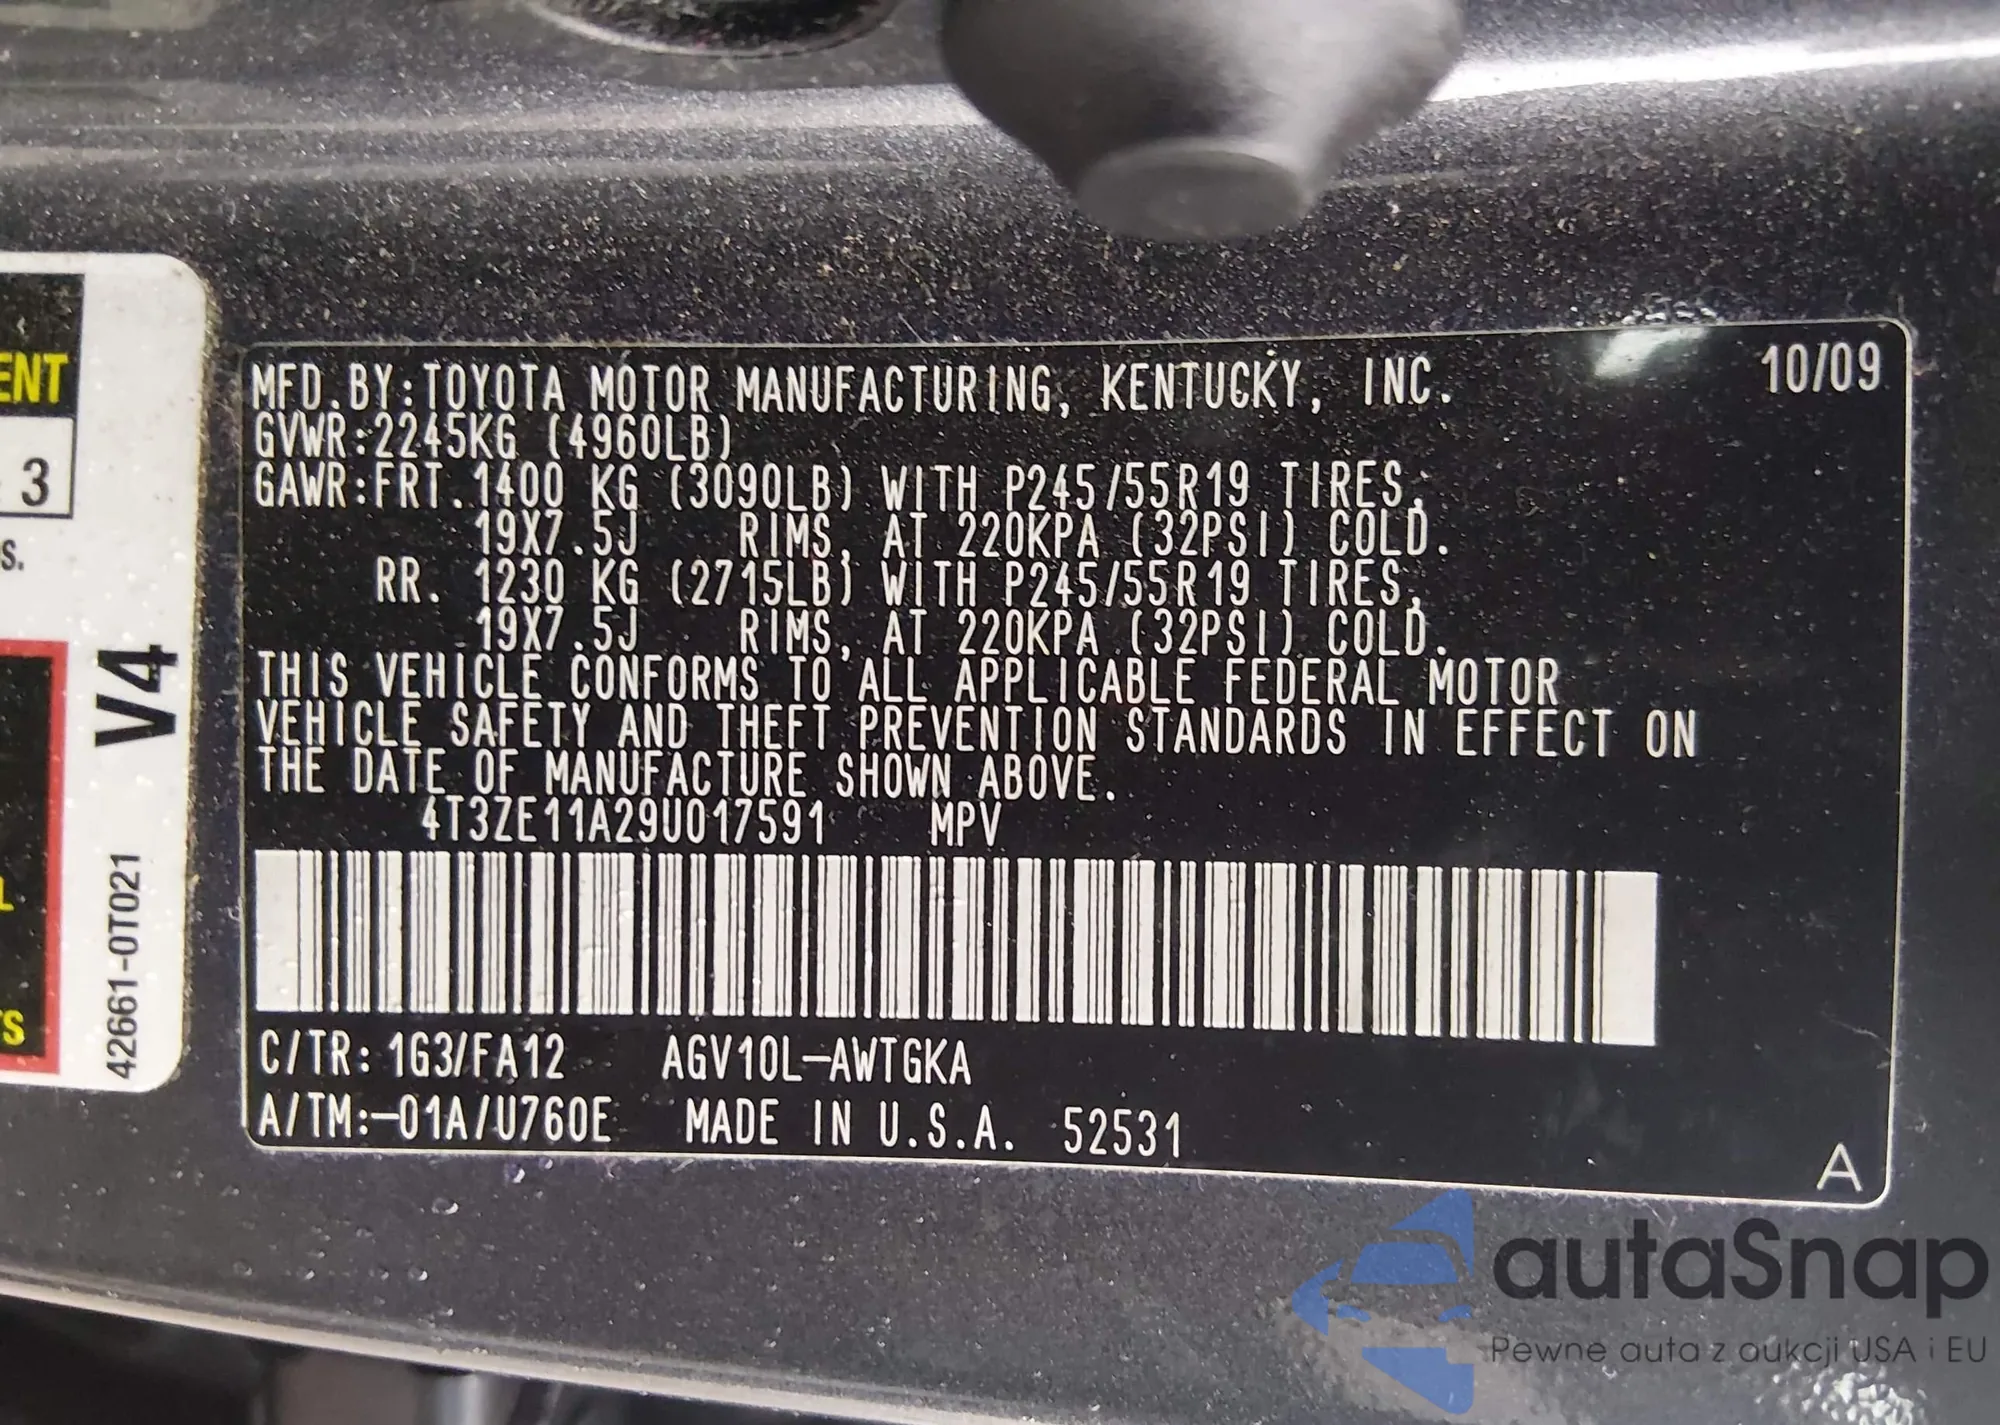 ENT
3
S.
L
TS
V4
42661-0T021
10/09
MFD.BY:TOYOTA MOTOR MANUFACTURING, KENTUCKY, INC.
GVWR:2245KG (4960LB)
GAWR:FRT.1400 KG (3090LB) WITH P245/55R19 TIRES,
19X7.5J RIMS, AT 220KPA (32PSI) COLD.
RR. 1230 KG (2715LB) WITH P245/55R19 TIRES,
19X7.5J RIMS, AT 220KPA (32PSI) COLD.
THIS VEHICLE CONFORMS TO ALL APPLICABLE FEDERAL MOTOR
VEHICLE SAFETY AND THEFT PREVENTION STANDARDS IN EFFECT ON
THE DATE OF MANUFACTURE SHOWN ABOVE.
4T3ZE11A29U017591 MPV
C/TR: 1G3/FA12 AGV10L-AWTGKA
A/TM:-01A/U760E MADE IN U.S.A. 52531
A
autaSnap
Pewne auta z aukcji USA i EU